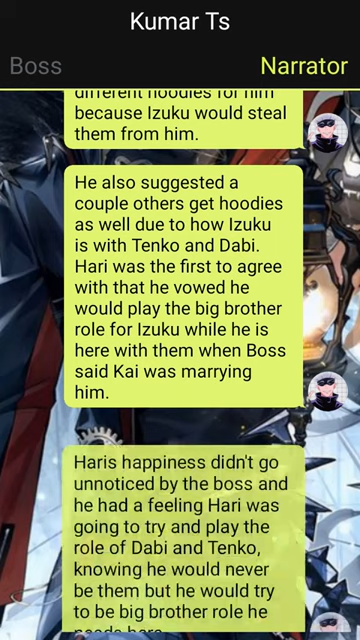 Kumar Ts
Boss
Narrator
different hoodies for him
because Izuku would steal
them from him.
He also suggested a
couple others get hoodies
as well due to how Izuku
is with Tenko and Dabi.
Hari was the first to agree
with that he vowed he
would play the big brother
role for Izuku while he is
here with them when Boss
said Kai was marrying
him.
Haris happiness didn't go
unnoticed by the boss and
he had a feeling Hari was
going to try and play the
role of Dabi and Tenko,
knowing he would never
be them but he would try
to be big brother role he
needs here